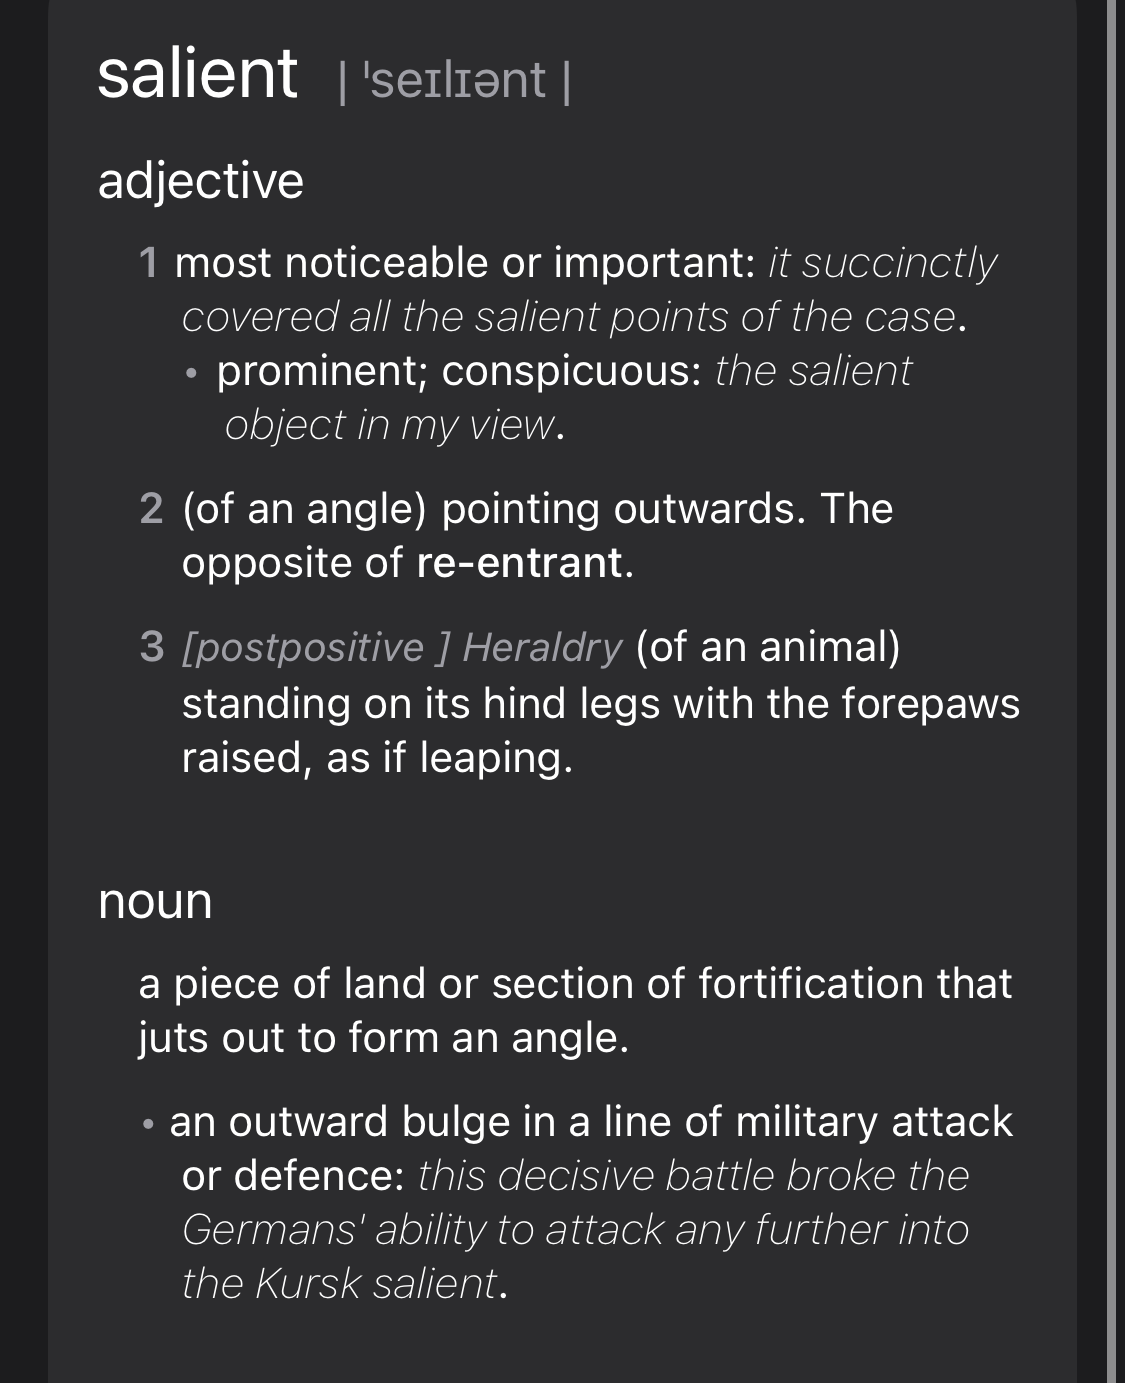 salient | ˈseɪlɪənt |
adjective
1 most noticeable or important: it succinctly
covered all the salient points of the case.
• prominent; conspicuous: the salient
object in my view.
2 (of an angle) pointing outwards. The
opposite of re-entrant.
3 [postpositive ] Heraldry (of an animal)
standing on its hind legs with the forepaws
raised, as if leaping.
noun
a piece of land or section of fortification that
juts out to form an angle.
• an outward bulge in a line of military attack
or defence: this decisive battle broke the
Germans' ability to attack any further into
the Kursk salient.